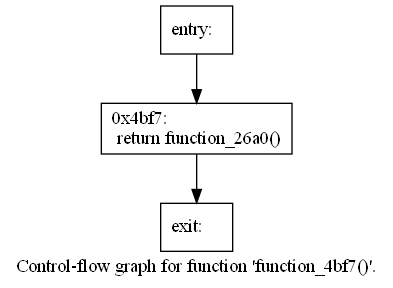 entry:
0x4bf7:
return function_26a0()
exit:
Control-flow graph for function 'function_4bf7()'.